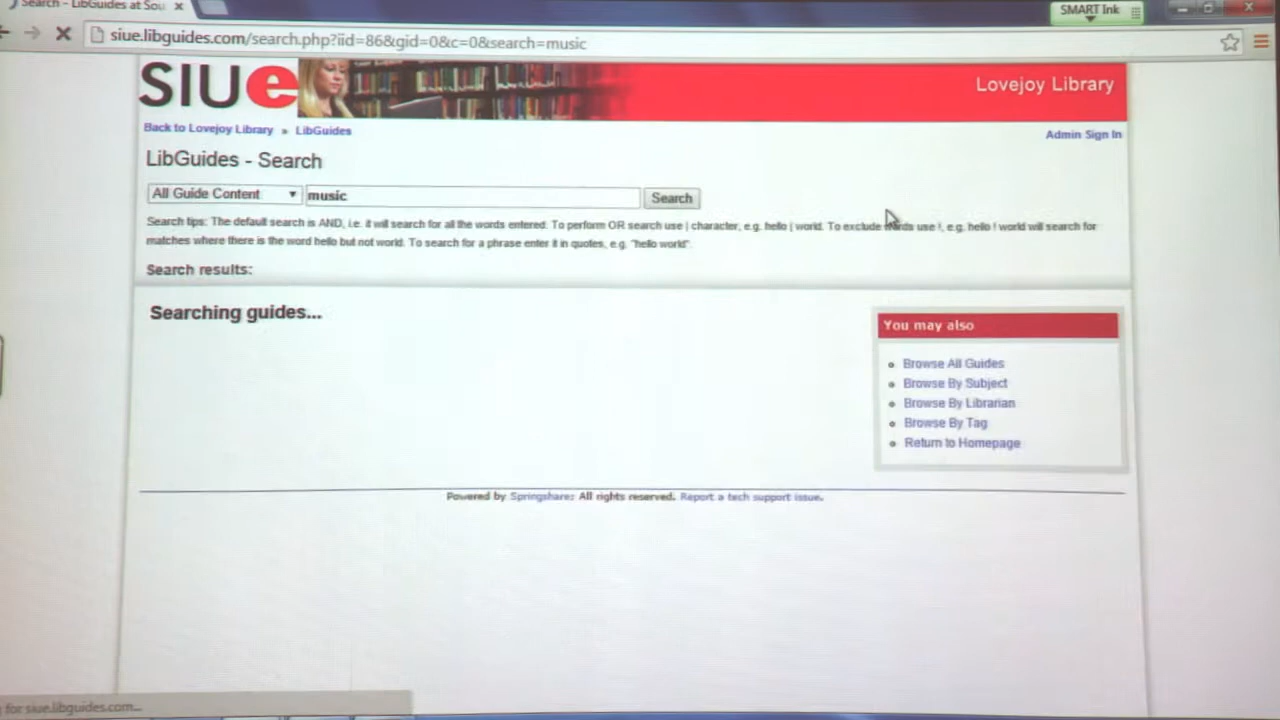 Search - LibGuides at Sou
SMART Ink
siue.libguides.com/search.php?iid=86&gid=0&c=0&search=music
SIUe
Lovejoy Library
Back to Lovejoy Library » LibGuides
Admin Sign In
LibGuides - Search
All Guide Content
music
Search
Search tips: The default search is AND, i.e. it will search for all the words entered. To perform OR search use | character, e.g. hello | world. To exclude words use !, e.g. hello ! world will search for
matches where there is the word hello but not world. To search for a phrase enter it in quotes, e.g. "hello world".
Search results:
Searching guides...
You may also
Browse All Guides
Browse By Subject
Browse By Librarian
Browse By Tag
Return to Homepage
Powered by Springshare; All rights reserved. Report a tech support issue.
for siue.libguides.com...